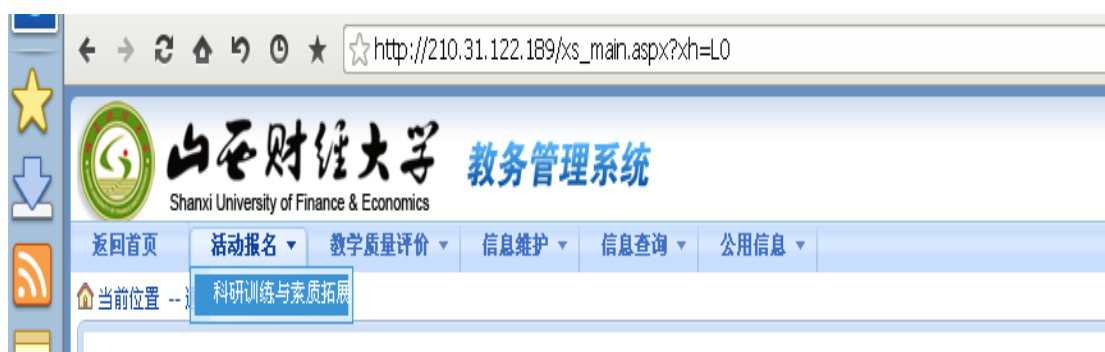 http://210.31.122.189/xs_main.aspx?xh=L0
山西财经大学 教务管理系统
Shanxi University of Finance & Economics
返回首页 活动报名 教学质量评价 信息维护 信息查询 公用信息
当前位置 --
科研训练与素质拓展